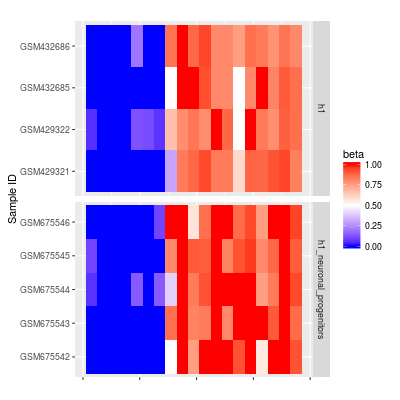 GSM432686
GSM432685
GSM429322
GSM429321
h1
GSM675546
GSM675545
GSM675544
GSM675543
GSM675542
h1_neuronal_progenitors
Sample ID
beta
1.00
0.75
0.50
0.25
0.00